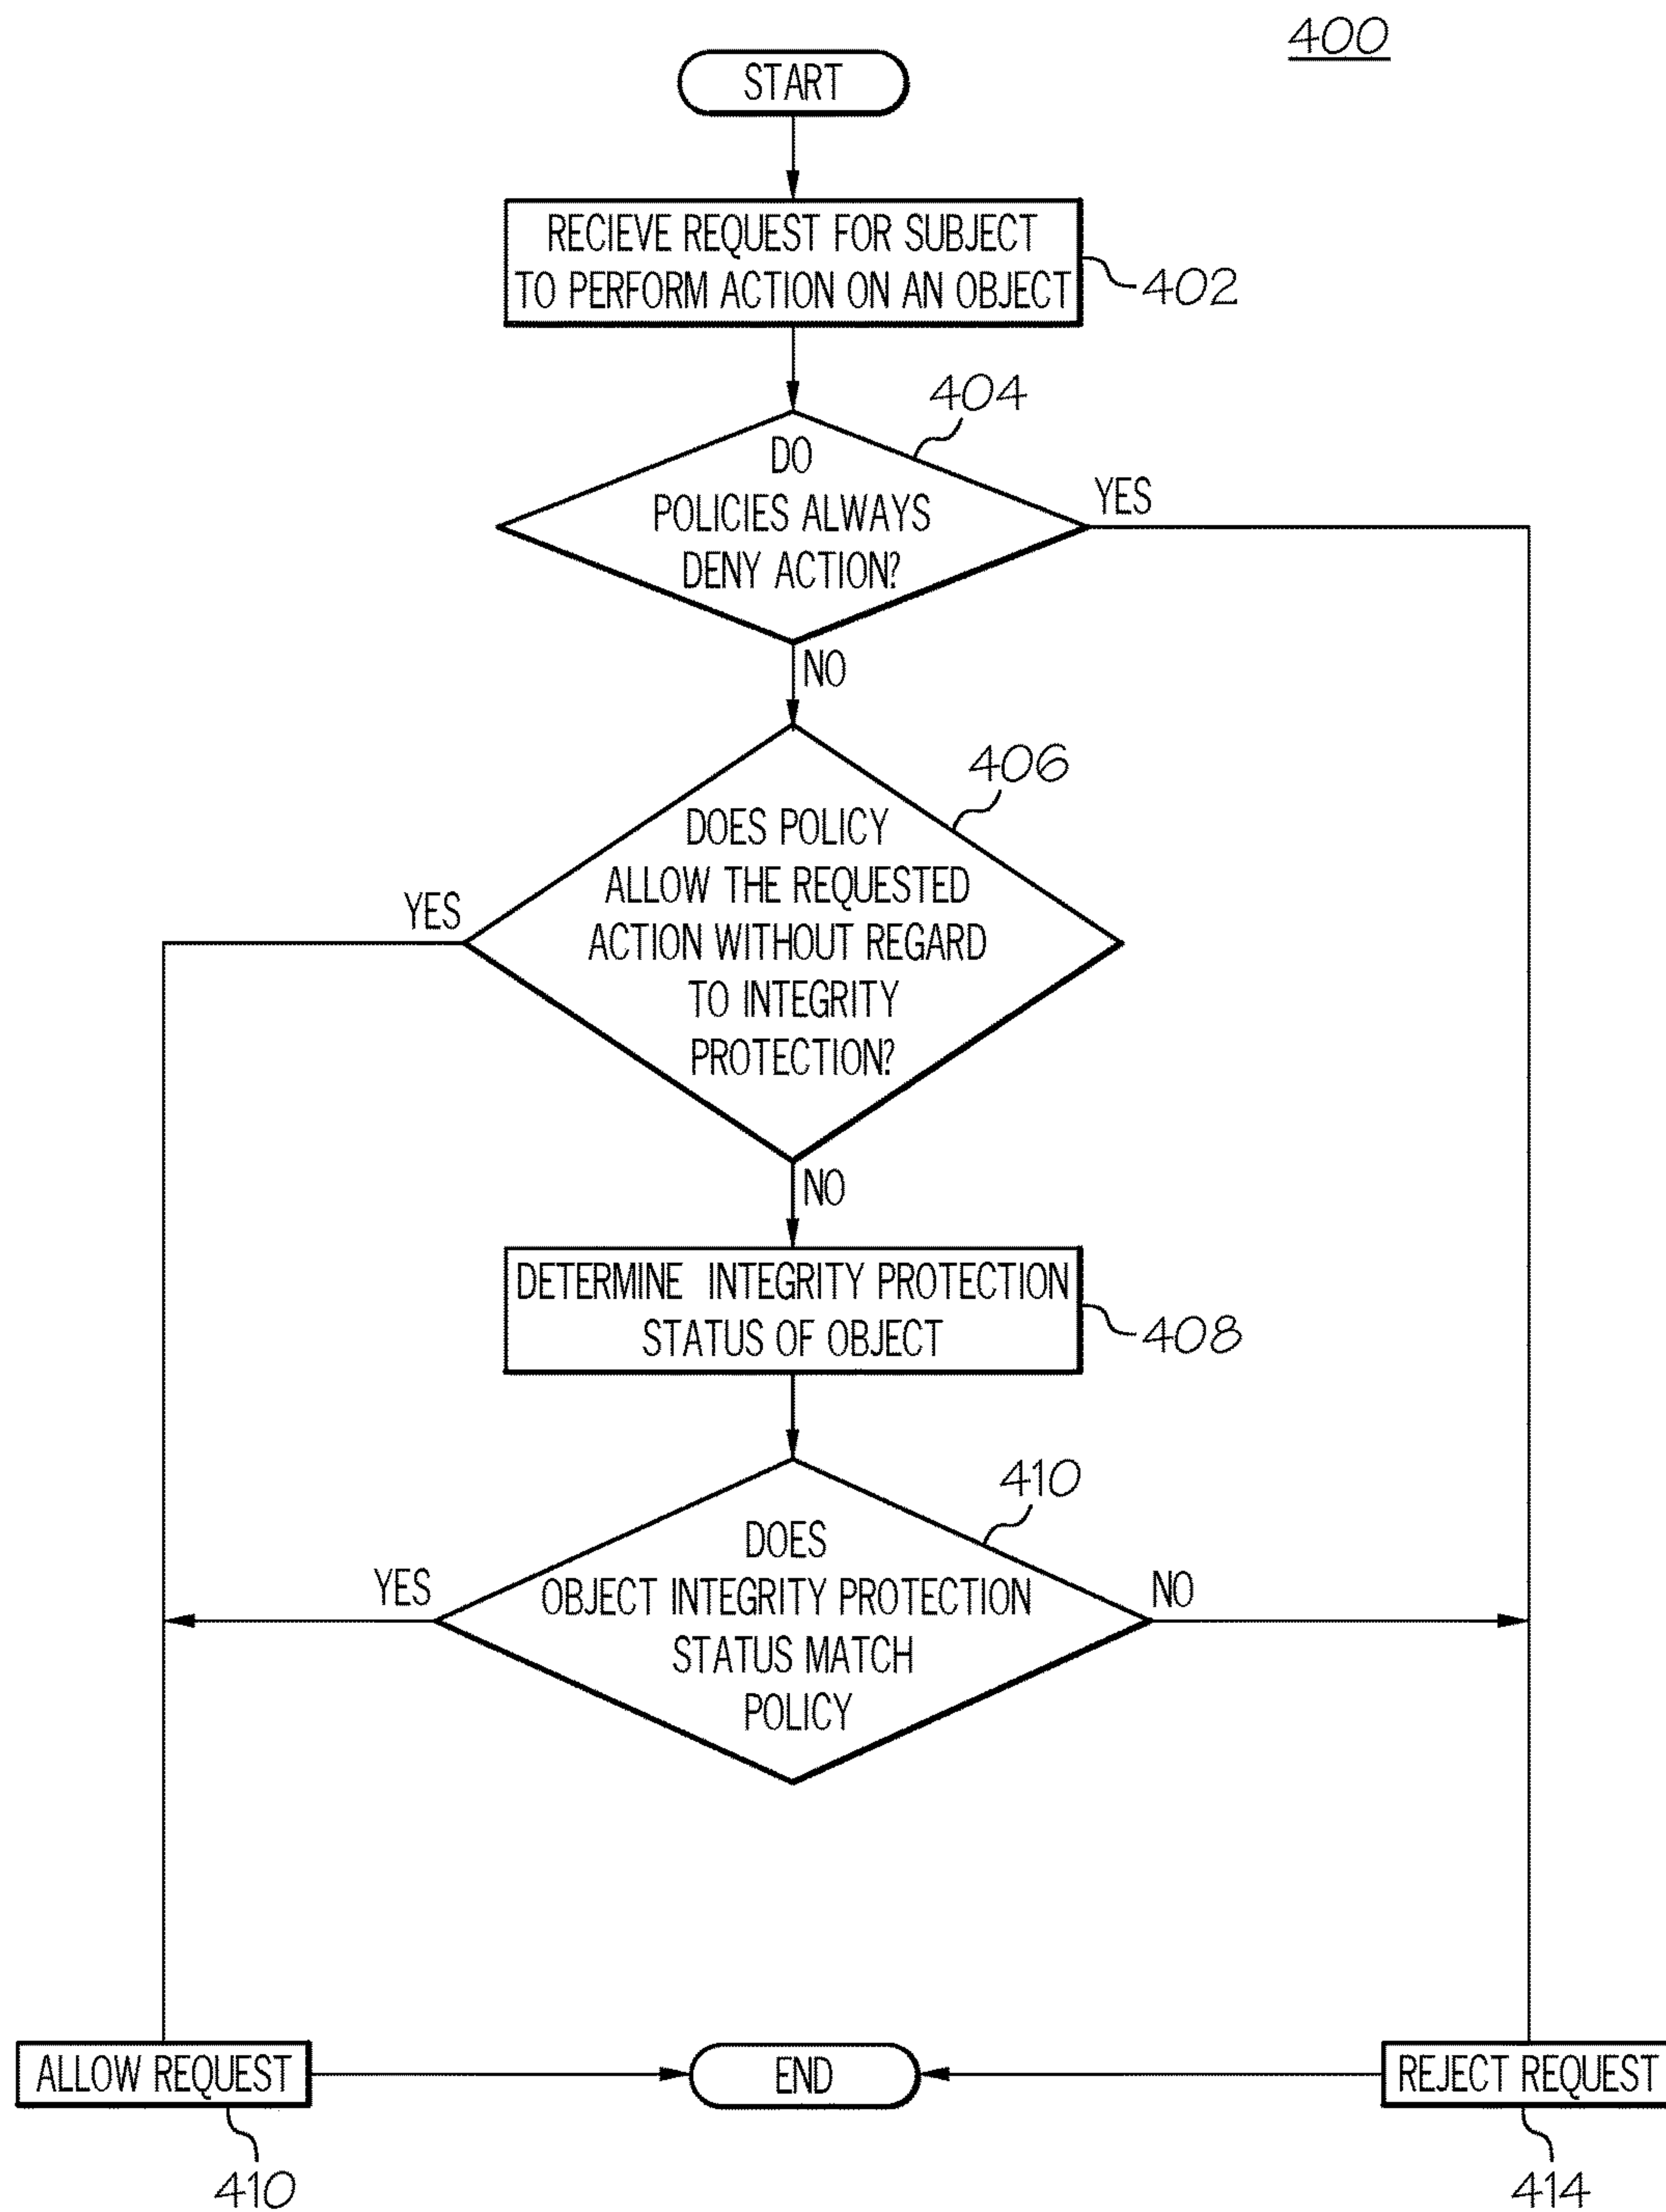 400
START
RECIEVE REQUEST FOR SUBJECT
TO PERFORM ACTION ON AN OBJECT
402
404
DO
POLICIES ALWAYS
DENY ACTION?
YES
NO
406
DOES POLICY
ALLOW THE REQUESTED
ACTION WITHOUT REGARD
TO INTEGRITY
PROTECTION?
YES
NO
DETERMINE INTEGRITY PROTECTION
STATUS OF OBJECT
408
410
DOES
OBJECT INTEGRITY PROTECTION
STATUS MATCH
POLICY
YES
NO
ALLOW REQUEST
END
REJECT REQUEST
410
414